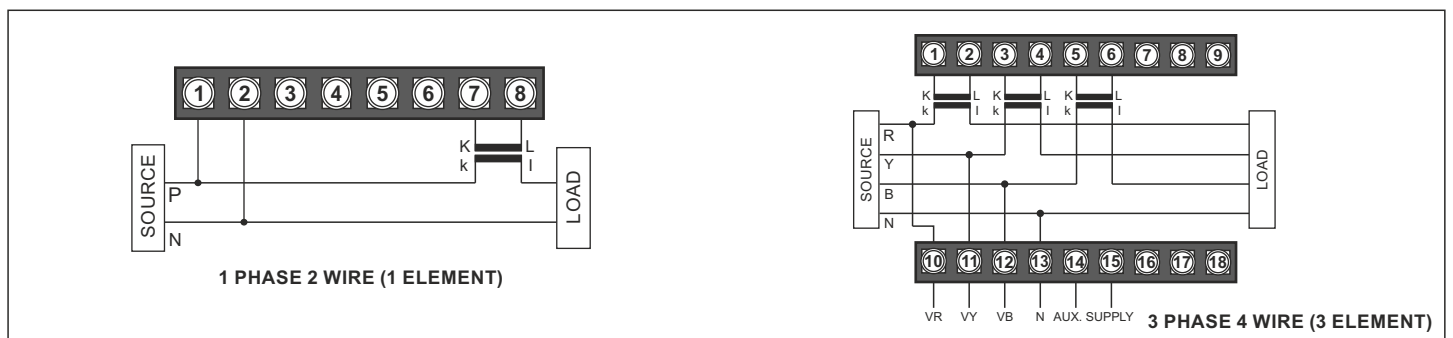 1 2 3 4 5 6 7 8
K L
k l
SOURCE
P
N
LOAD
1 PHASE 2 WIRE (1 ELEMENT)
1 2 3 4 5 6 7 8 9
K L K L K L
k l k l k l
SOURCE
R
Y
B
N
LOAD
10 11 12 13 14 15 16 17 18
VR VY VB N AUX. SUPPLY
3 PHASE 4 WIRE (3 ELEMENT)